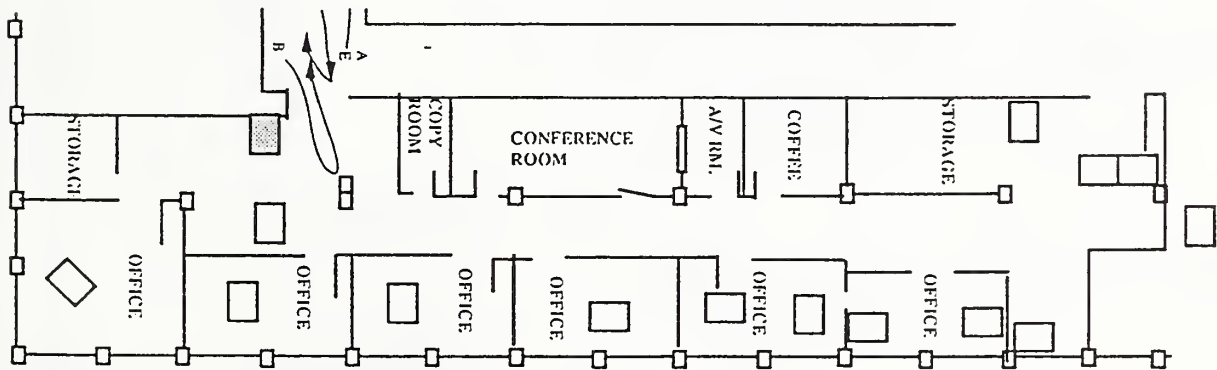 A
E
B
STORAGE
COPY
ROOM
CONFERENCE
ROOM
A/V RM.
COFFEE
STORAGE
OFFICE
OFFICE
OFFICE
OFFICE
OFFICE
OFFICE